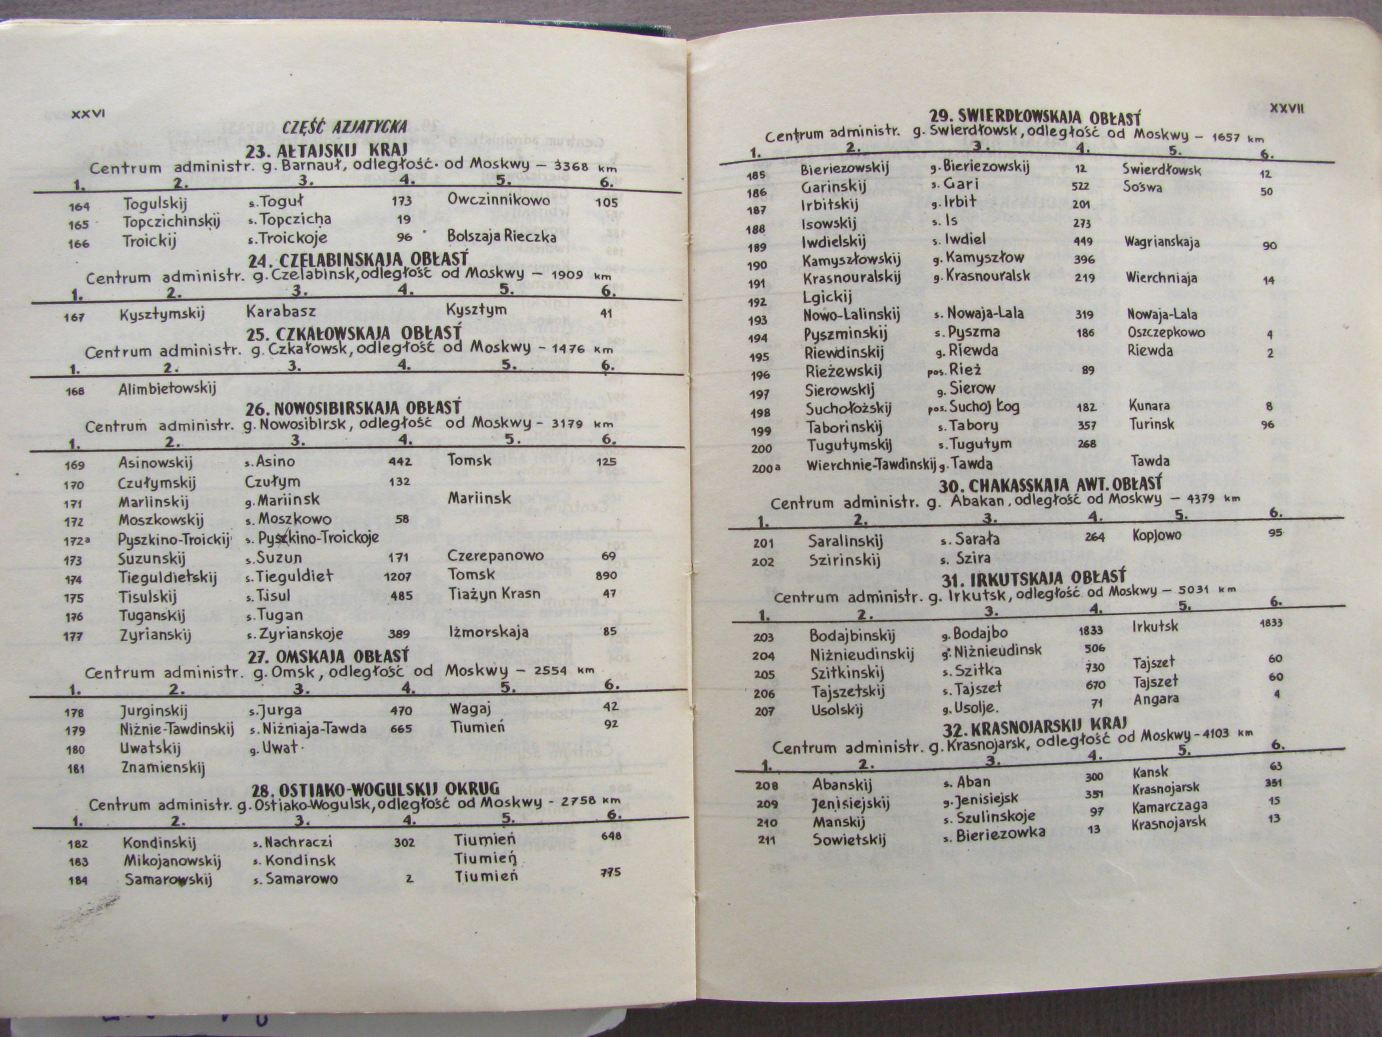 XXVI
CZĘŚĆ AZJATYCKA
23. AŁTAJSKIJ KRAJ
Centrum administr. g. Barnauł, odległość od Moskwy – 3368 km
1. 2. 3. 4. 5. 6.
164 Togulskij s. Toguł 173 Owczinnikowo 105
165 Topczichinskij s. Topczicha 19
166 Troickij s. Troickoje 96 Bolszaja Rieczka
24. CZELABINSKAJA OBŁASŤ
Centrum administr. g. Czelabinsk, odległość od Moskwy – 1909 km
1. 2. 3. 4. 5. 6.
167 Kysztymskij Karabasz Kysztym 41
25. CZKAŁOWSKAJA OBŁASŤ
Centrum administr. g. Czkałowsk, odległość od Moskwy – 1476 km
1. 2. 3. 4. 5. 6.
168 Alimbietowskij
26. NOWOSIBIRSKAJA OBŁASŤ
Centrum administr. g. Nowosibirsk, odległość od Moskwy – 3179 km
1. 2. 3. 4. 5. 6.
169 Asinowskij s. Asino 442 Tomsk 125
170 Czułymskij Czułym 132
171 Mariinskij g. Mariinsk Mariinsk
172 Moszkowskij s. Moszkowo 58
172a Pyszkino-Troickij s. Pyszkino-Troickoje
173 Suzunskij s. Suzun 171 Czerepanowo 69
174 Tieguldietskij s. Tieguldiet 1207 Tomsk 890
175 Tisulskij s. Tisul 485 Tiażyn Krasn 47
176 Tuganskij s. Tugan
177 Zyrianskij s. Zyrianskoje 389 Iżmorskaja 85
27. OMSKAJA OBŁASŤ
Centrum administr. g. Omsk, odległość od Moskwy – 2554 km
1. 2. 3. 4. 5. 6.
178 Jurginskij s. Jurga 470 Wagaj 42
179 Niżnie-Tawdinskij s. Niżniaja-Tawda 665 Tiumień 92
180 Uwatskij g. Uwat
181 Znamienskij
28. OSTIAKO-WOGULSKIJ OKRUG
Centrum administr. g. Ostiako-Wogulsk, odległość od Moskwy – 2758 km
1. 2. 3. 4. 5. 6.
182 Kondinskij s. Nachraczi 302 Tiumień 648
183 Mikojanowskij s. Kondinsk Tiumień
184 Samarowskij s. Samarowo 2 Tiumień 775
XXVII
29. SWIERDŁOWSKAJA OBŁASŤ
Centrum administr. g. Swierdłowsk, odległość od Moskwy – 1657 km
1. 2. 3. 4. 5. 6.
185 Bieriezowskij g. Bieriezowskij 12 Swierdłowsk 12
186 Garinskij s. Gari 522 Sośwa 50
187 Irbitskij g. Irbit 201
188 Isowskij s. Is 273
189 Iwdielskij s. Iwdiel 449 Wagrianskaja 90
190 Kamyszłowskij g. Kamyszłow 396
191 Krasnouralskij g. Krasnouralsk 219 Wierchniaja 14
192 Lgickij
193 Nowo-Lalinskij s. Nowaja-Lala 319 Nowaja-Lala
194 Pyszminskij s. Pyszma 186 Oszczepkowo 4
195 Riewdinskij g. Riewda Riewda 2
196 Rieżewskij pos. Rież 89
197 Sierowskij g. Sierow
198 Suchołożskij pos. Suchoj Łog 182 Kunara 8
199 Taborinskij s. Tabory 357 Turinsk 96
200 Tugutymskij s. Tugutym 268
200a Wierchnie-Tawdinskij g. Tawda Tawda
30. CHAKASSKAJA AWT. OBŁASŤ
Centrum administr. g. Abakan, odległość od Moskwy – 4379 km
1. 2. 3. 4. 5. 6.
201 Saralinskij s. Sarała 264 Kopjowo 95
202 Szirinskij s. Szira
31. IRKUTSKAJA OBŁASŤ
Centrum administr. g. Irkutsk, odległość od Moskwy – 5031 km
1. 2. 3. 4. 5. 6.
203 Bodajbinskij g. Bodajbo 1833 Irkutsk 1833
204 Niżnieudinskij g. Niżnieudinsk 506
205 Szitkinskij s. Szitka 730 Tajszet 60
206 Tajszetskij s. Tajszet 670 Tajszet 60
207 Usolskij g. Usolje. 71 Angara 4
32. KRASNOJARSKIJ KRAJ
Centrum administr. g. Krasnojarsk, odległość od Moskwy – 4103 km
1. 2. 3. 4. 5. 6.
208 Abanskij s. Aban 300 Kansk 63
209 Jenisiejskij g. Jenisiejsk 351 Krasnojarsk 351
210 Manskij s. Szulinskoje 97 Kamarczaga 15
211 Sowietskij s. Bieriezowka 13 Krasnojarsk 13